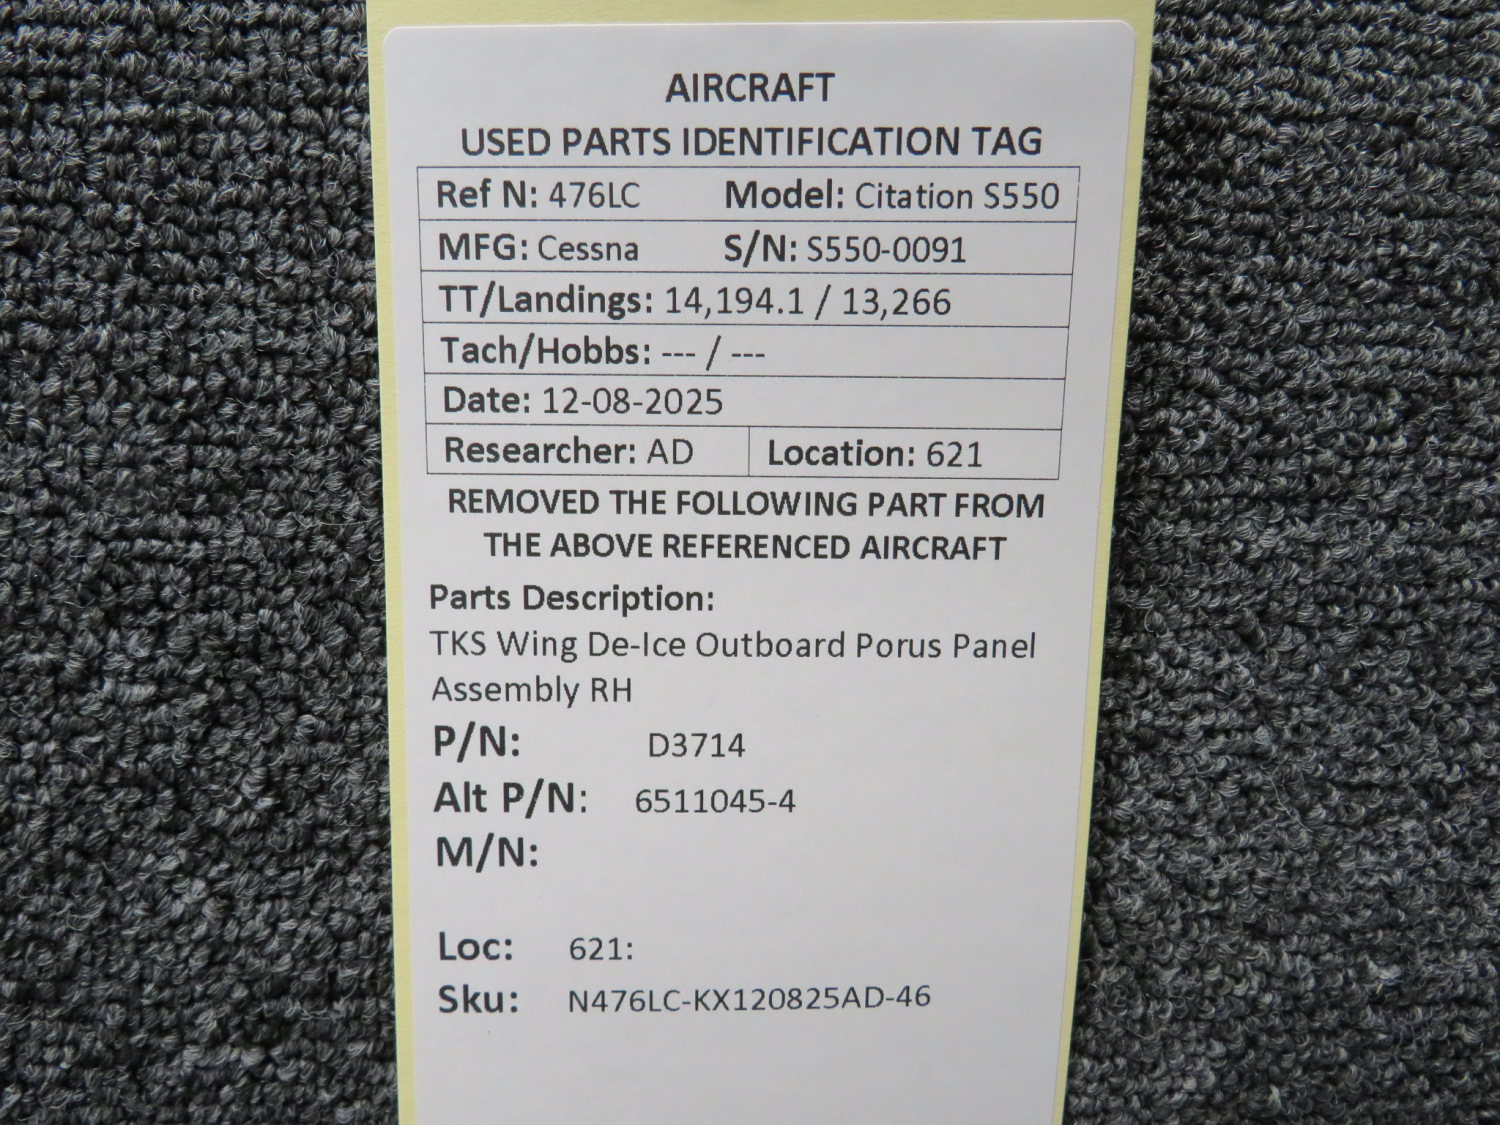 AIRCRAFT
USED PARTS IDENTIFICATION TAG
Ref N: 476LC Model: Citation S550
MFG: Cessna S/N: S550-0091
TT/Landings: 14,194.1 / 13,266
Tach/Hobbs: --- / ---
Date: 12-08-2025
Researcher: AD Location: 621
REMOVED THE FOLLOWING PART FROM
THE ABOVE REFERENCED AIRCRAFT
Parts Description:
TKS Wing De-Ice Outboard Porus Panel
Assembly RH
P/N: D3714
Alt P/N: 6511045-4
M/N:
Loc: 621:
Sku: N476LC-KX120825AD-46